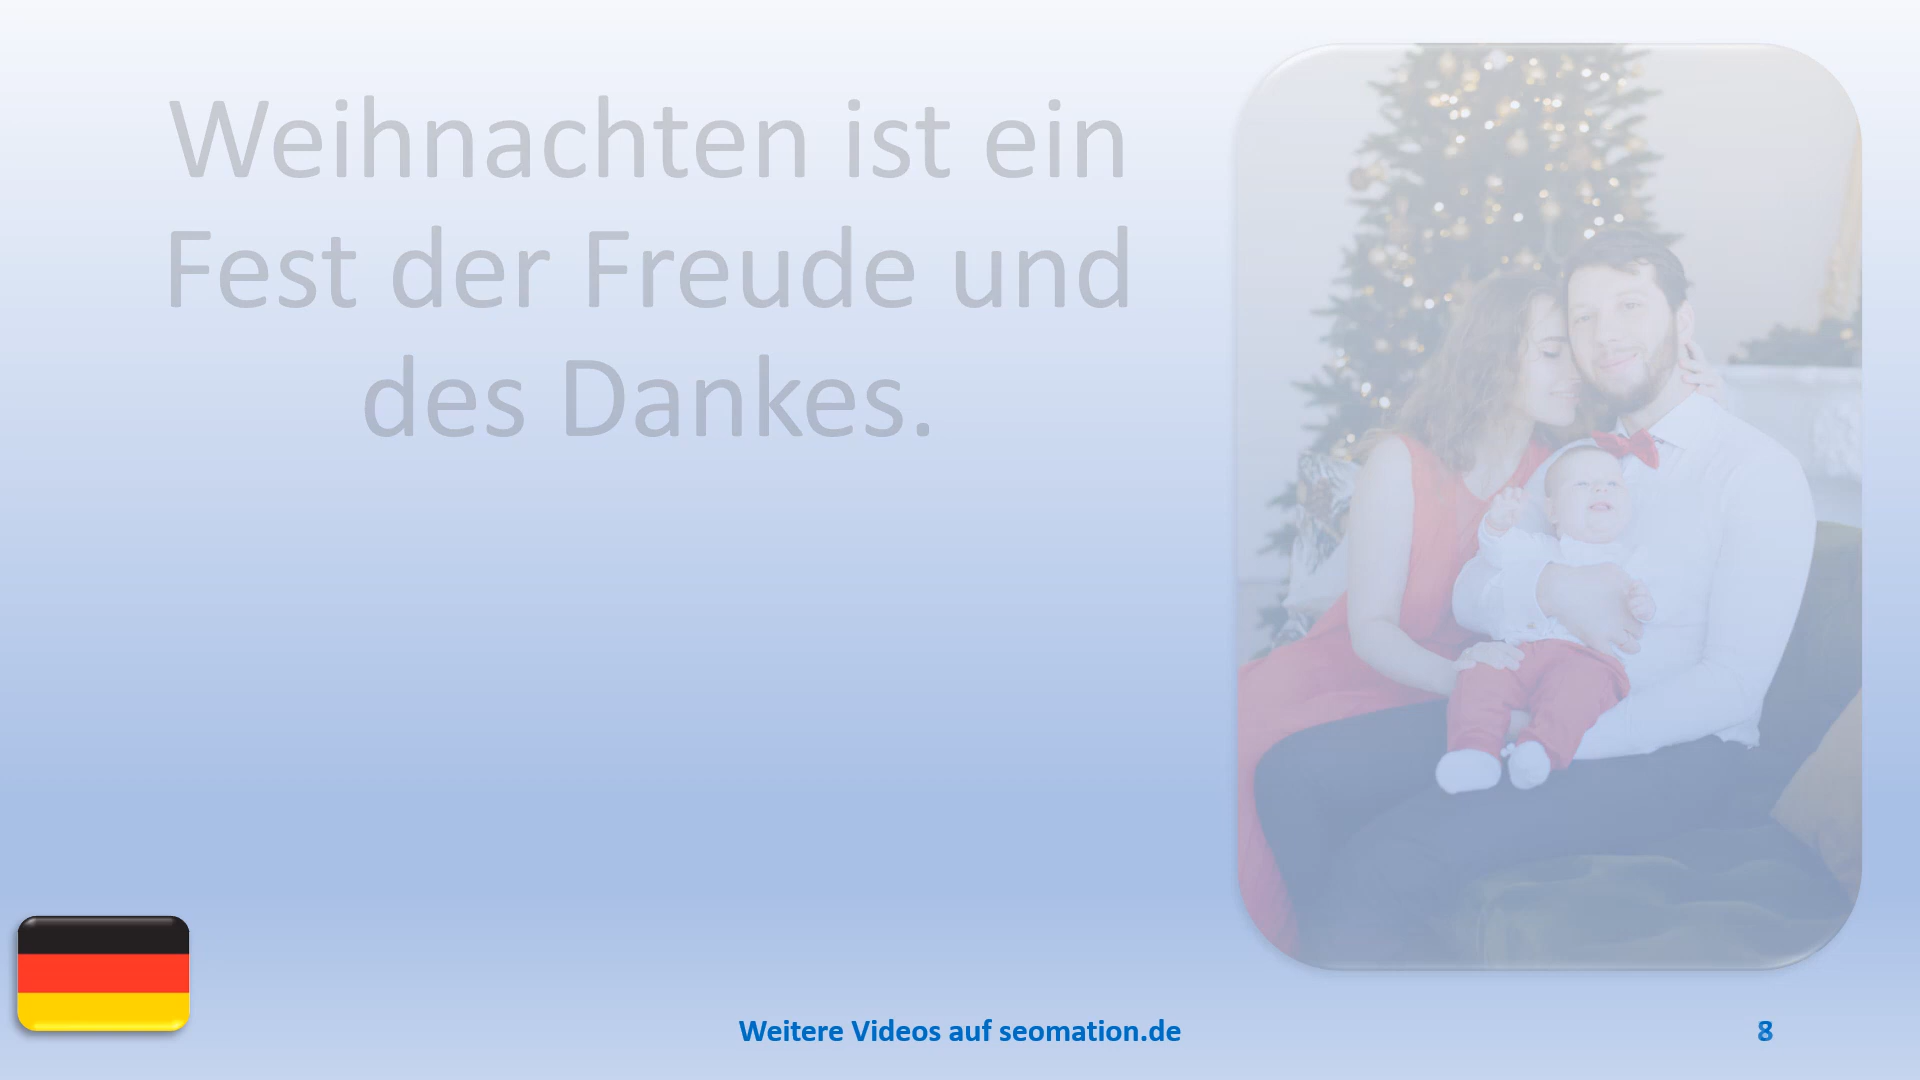 Weihnachten ist ein
Fest der Freude und
des Dankes.
Weitere Videos auf seomation.de
8